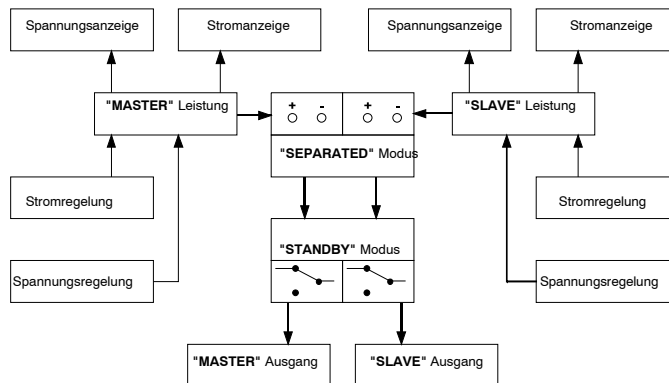 Spannungsanzeige
Stromanzeige
Spannungsanzeige
Stromanzeige
"MASTER" Leistung
+ - + -
"SLAVE" Leistung
"SEPARATED" Modus
Stromregelung
Stromregelung
"STANDBY" Modus
Spannungsregelung
Spannungsregelung
"MASTER" Ausgang
"SLAVE" Ausgang